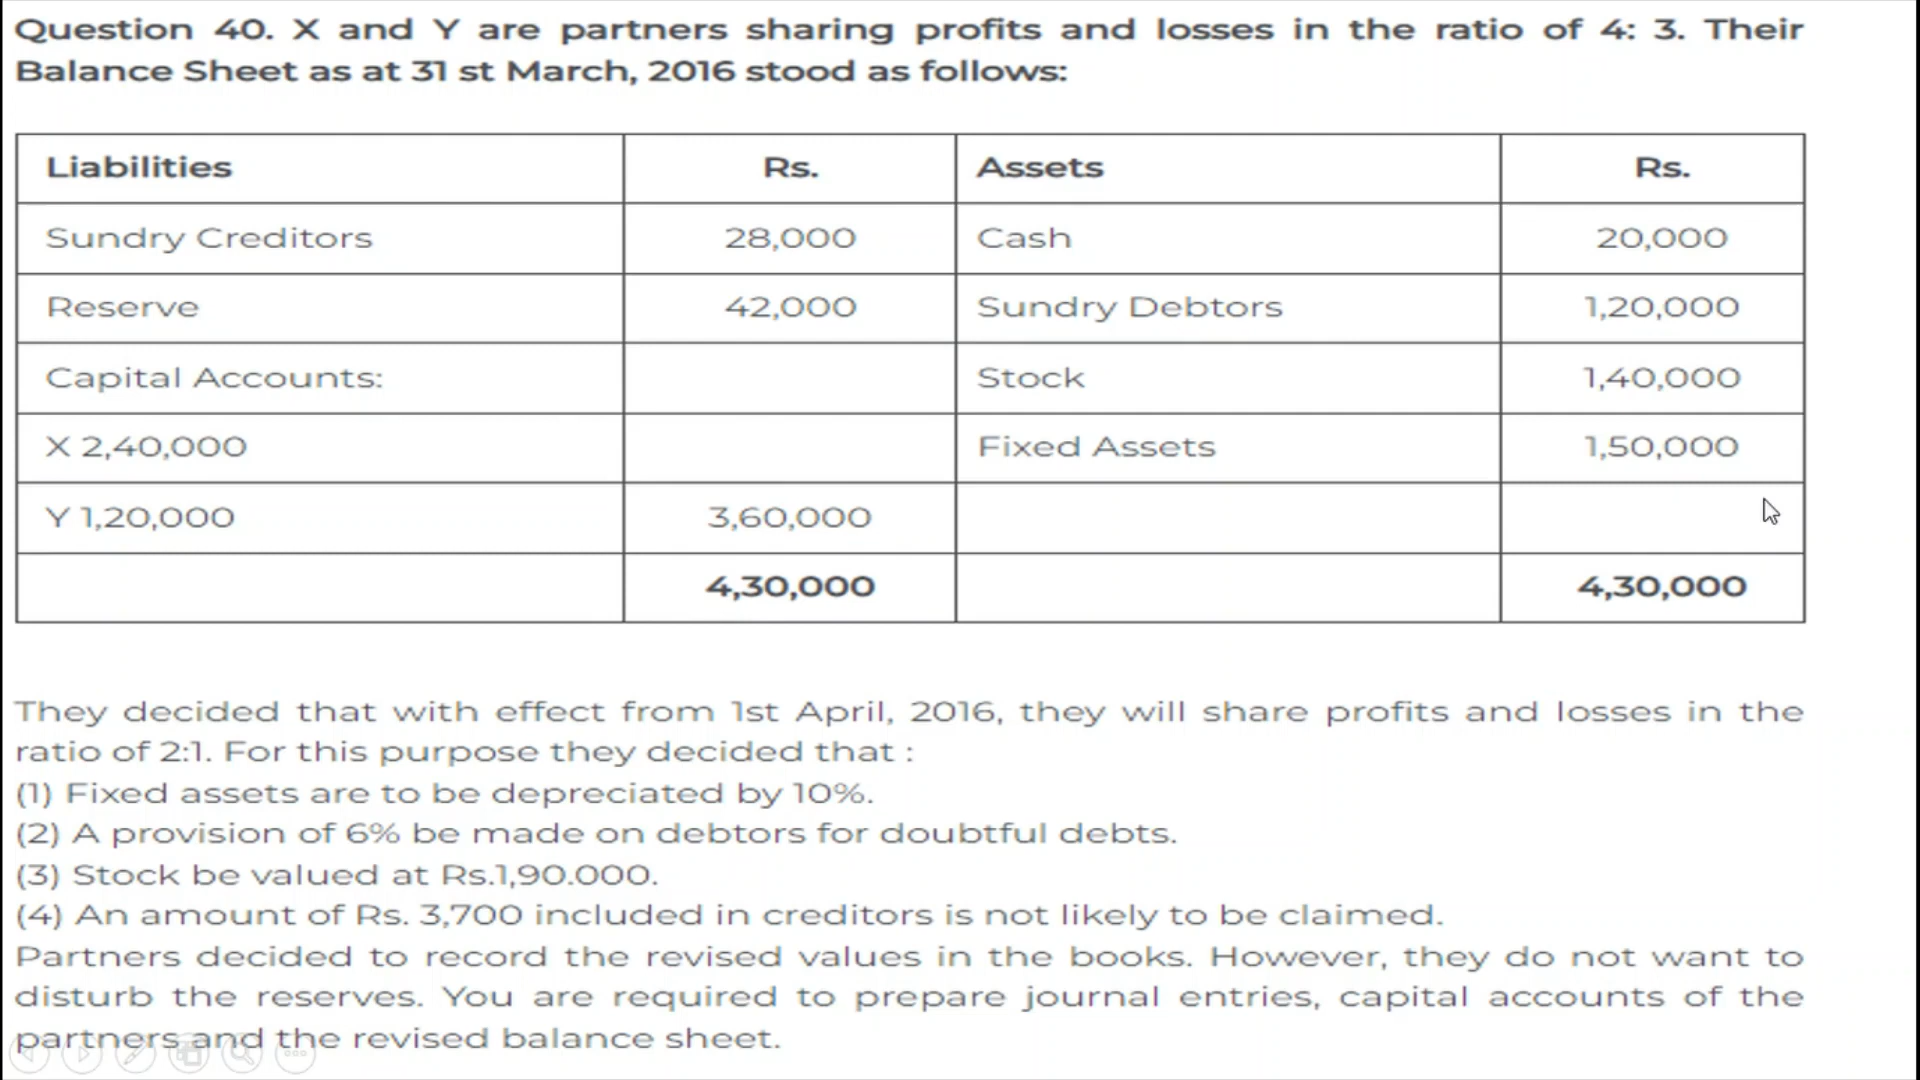 Question 40. X and Y are partners sharing profits and losses in the ratio of 4: 3. Their
Balance Sheet as at 31 st March, 2016 stood as follows:
Liabilities Rs. Assets Rs.
Sundry Creditors 28,000 Cash 20,000
Reserve 42,000 Sundry Debtors 1,20,000
Capital Accounts: Stock 1,40,000
X 2,40,000 Fixed Assets 1,50,000
Y 1,20,000 3,60,000
4,30,000 4,30,000
They decided that with effect from 1st April, 2016, they will share profits and losses in the
ratio of 2:1. For this purpose they decided that :
(1) Fixed assets are to be depreciated by 10%.
(2) A provision of 6% be made on debtors for doubtful debts.
(3) Stock be valued at Rs.1,90.000.
(4) An amount of Rs. 3,700 included in creditors is not likely to be claimed.
Partners decided to record the revised values in the books. However, they do not want to
disturb the reserves. You are required to prepare journal entries, capital accounts of the
partners and the revised balance sheet.